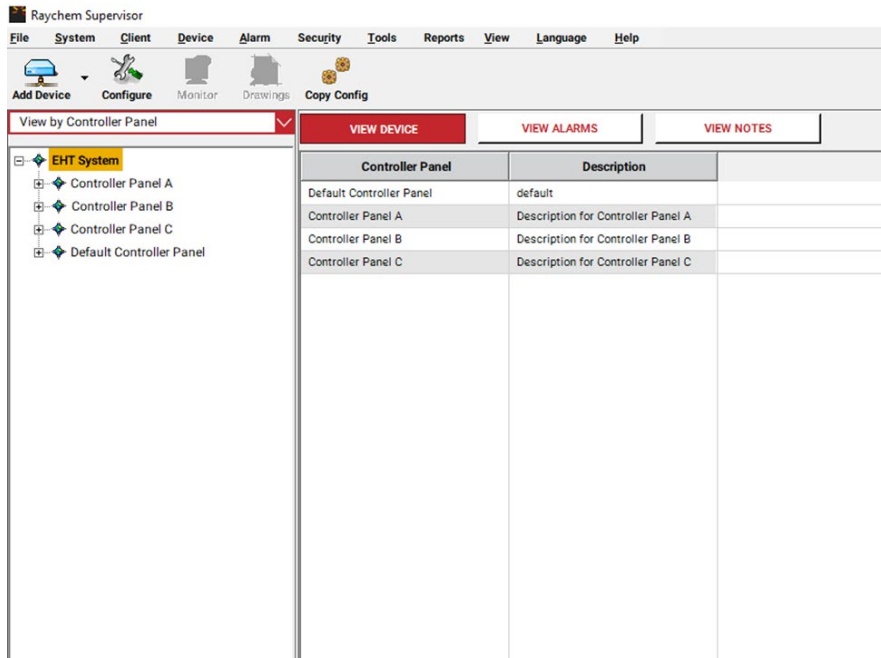 Raychem Supervisor
File System Client Device Alarm Security Tools Reports View Language Help
Add Device Configure Monitor Drawings Copy Config
View by Controller Panel
VIEW DEVICE VIEW ALARMS VIEW NOTES
EHT System
Controller Panel A
Controller Panel B
Controller Panel C
Default Controller Panel
Controller Panel Description
Default Controller Panel default
Controller Panel A Description for Controller Panel A
Controller Panel B Description for Controller Panel B
Controller Panel C Description for Controller Panel C